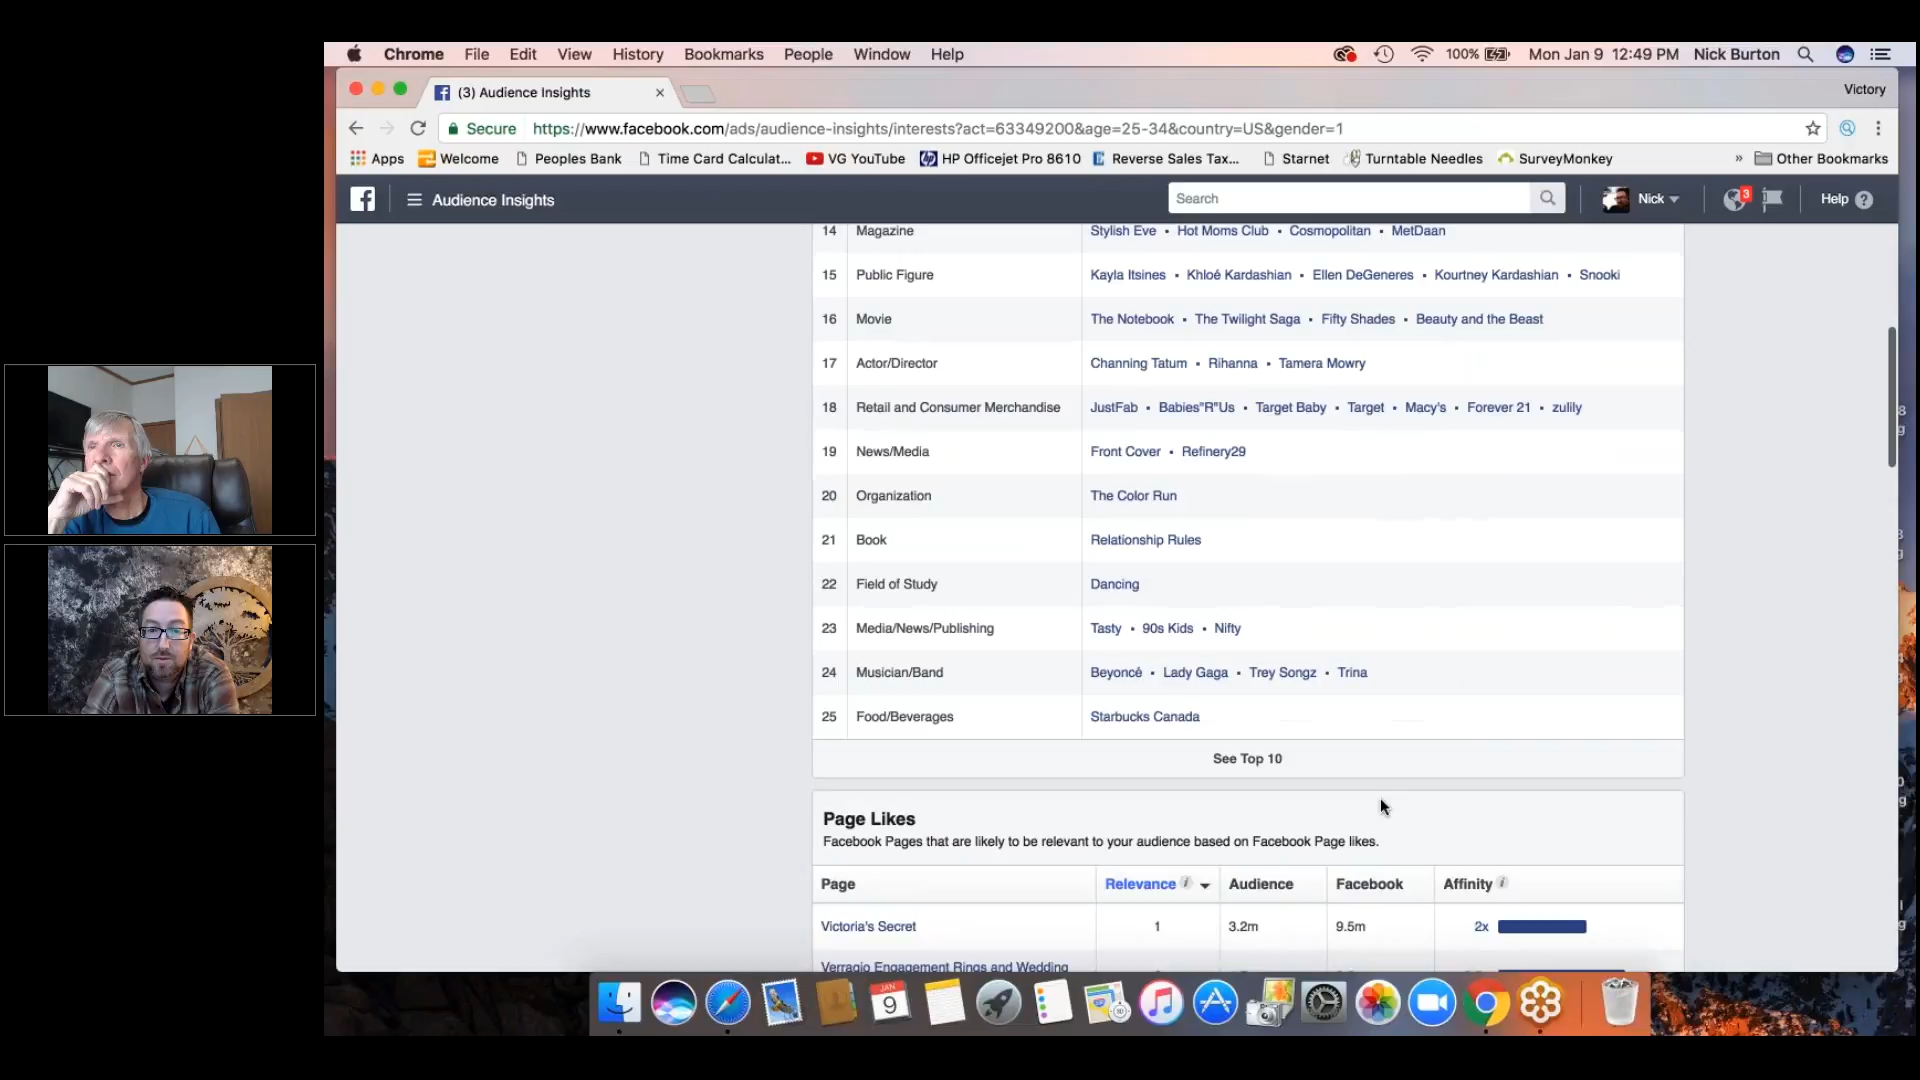 Chrome File Edit View History Bookmarks People Window Help 100% Mon Jan 9 12:49 PM Nick Burton
(3) Audience Insights Victory
Secure https://www.facebook.com/ads/audience-insights/interests?act=63349200&age=25-34&country=US&gender=1
Apps Welcome Peoples Bank Time Card Calculat... VG YouTube HP Officejet Pro 8610 Reverse Sales Tax... Starnet Turntable Needles SurveyMonkey » Other Bookmarks
Audience Insights Search Nick 3 Help ?
14 Magazine Stylish Eve • Hot Moms Club • Cosmopolitan • MetDaan
15 Public Figure Kayla Itsines • Khloé Kardashian • Ellen DeGeneres • Kourtney Kardashian • Snooki
16 Movie The Notebook • The Twilight Saga • Fifty Shades • Beauty and the Beast
17 Actor/Director Channing Tatum • Rihanna • Tamera Mowry
18 Retail and Consumer Merchandise JustFab • Babies"R"Us • Target Baby • Target • Macy's • Forever 21 • zulily
19 News/Media Front Cover • Refinery29
20 Organization The Color Run
21 Book Relationship Rules
22 Field of Study Dancing
23 Media/News/Publishing Tasty • 90s Kids • Nifty
24 Musician/Band Beyoncé • Lady Gaga • Trey Songz • Trina
25 Food/Beverages Starbucks Canada
See Top 10
Page Likes
Facebook Pages that are likely to be relevant to your audience based on Facebook Page likes.
Page Relevance Audience Facebook Affinity
Victoria's Secret 1 3.2m 9.5m 2x
Verragio Engagement Rings and Wedding
JAN
9